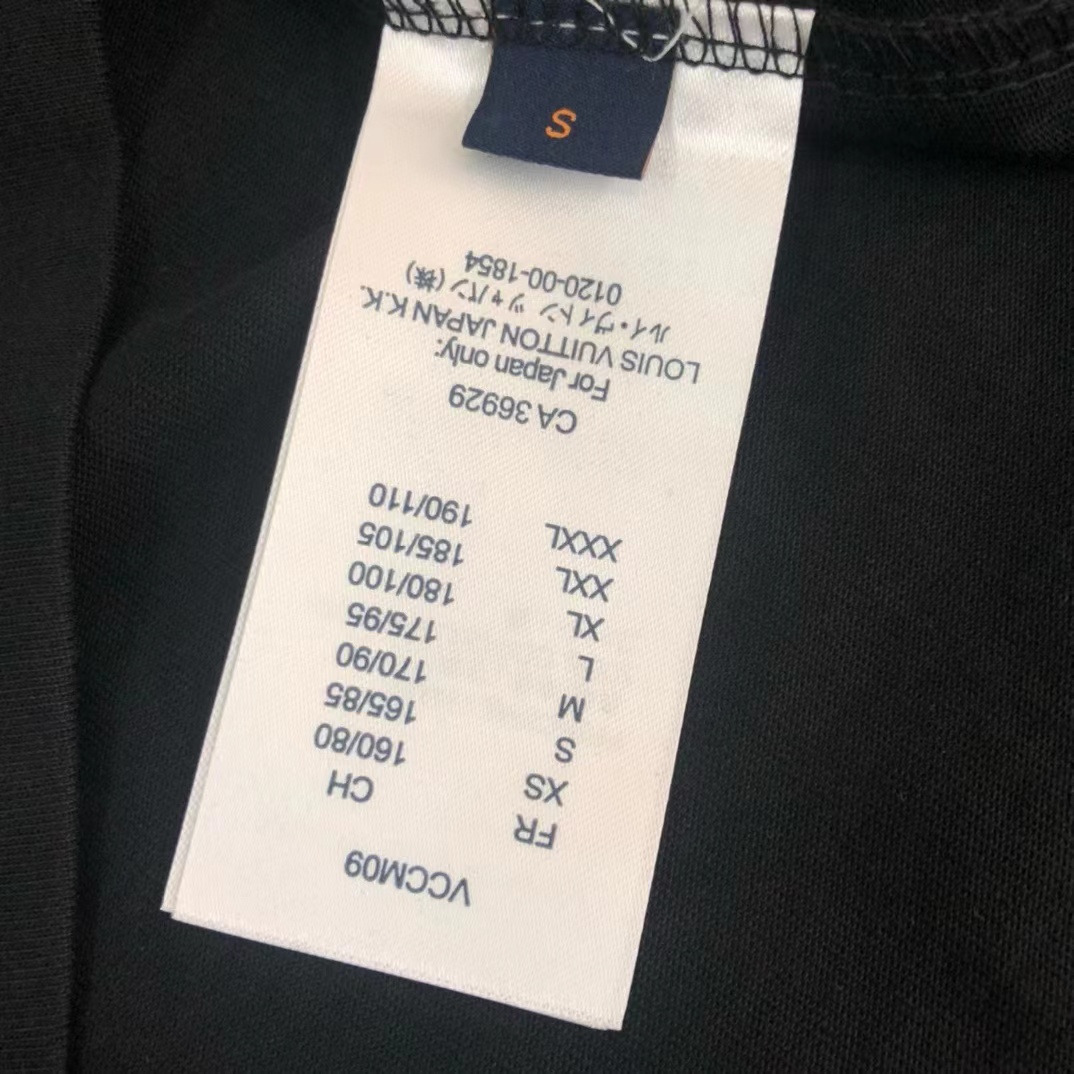 VCCM09
FR CH
XS 160/80
S 165/85
M 170/90
L 175/95
XL 180/100
XXL 185/105
XXXL 190/110
CA 36929
For Japan only:
LOUIS VUITTON JAPAN K.K.
ルイ・ヴィトン ジャパン (株)
0120-00-1854
S